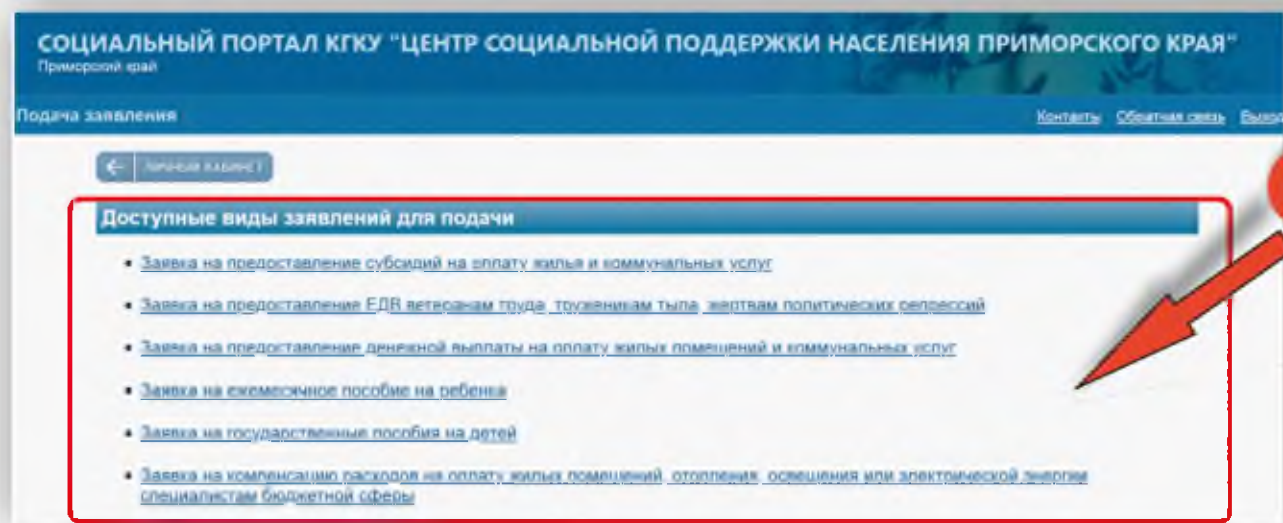 СОЦИАЛЬНЫЙ ПОРТАЛ КГКУ "ЦЕНТР СОЦИАЛЬНОЙ ПОДДЕРЖКИ НАСЕЛЕНИЯ ПРИМОРСКОГО КРАЯ"
Приморский край
Подача заявления Контакты Обратная связь Выход
ЛИЧНЫЙ КАБИНЕТ
Доступные виды заявлений для подачи
• Заявка на предоставление субсидий на оплату жилья и коммунальных услуг
• Заявка на предоставление ЕДВ ветеранам труда, труженикам тыла, жертвам политических репрессий
• Заявка на предоставление денежной выплаты на оплату жилых помещений и коммунальных услуг
• Заявка на ежемесячное пособие на ребенка
• Заявка на государственные пособия на детей
• Заявка на компенсацию расходов на оплату жилых помещений, отопления, освещения или электрической энергии
специалистам бюджетной сферы